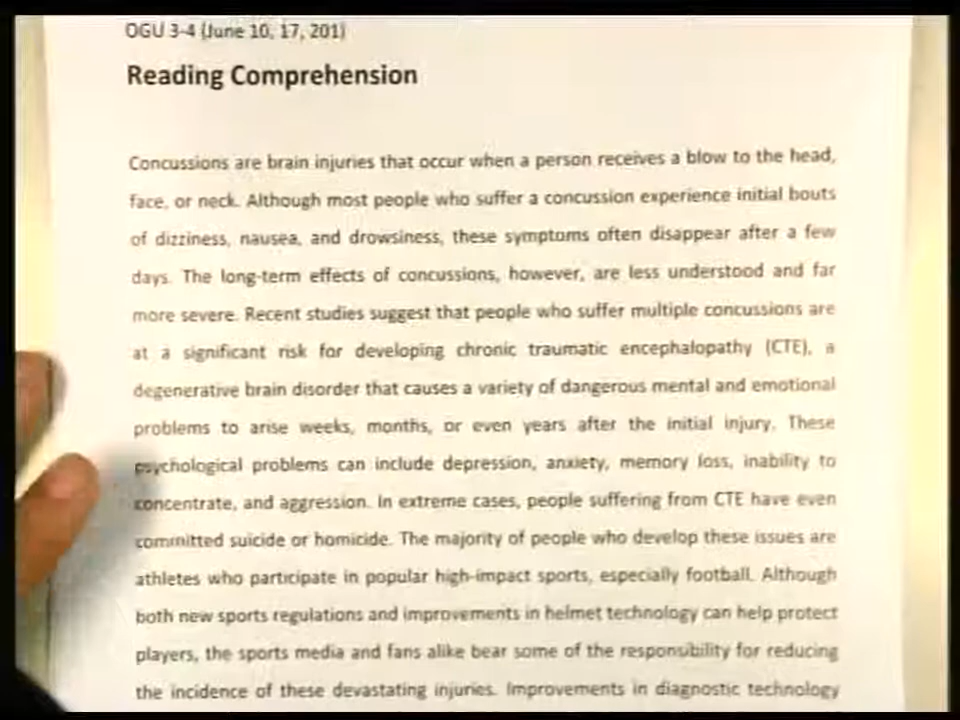 OGU 3-4 (June 10, 17, 201)
Reading Comprehension
Concussions are brain injuries that occur when a person receives a blow to the head,
face, or neck. Although most people who suffer a concussion experience initial bouts
of dizziness, nausea, and drowsiness, these symptoms often disappear after a few
days. The long-term effects of concussions, however, are less understood and far
more severe. Recent studies suggest that people who suffer multiple concussions are
at a significant risk for developing chronic traumatic encephalopathy (CTE), a
degenerative brain disorder that causes a variety of dangerous mental and emotional
problems to arise weeks, months, or even years after the initial injury. These
psychological problems can include depression, anxiety, memory loss, inability to
concentrate, and aggression. In extreme cases, people suffering from CTE have even
committed suicide or homicide. The majority of people who develop these issues are
athletes who participate in popular high-impact sports, especially football. Although
both new sports regulations and improvements in helmet technology can help protect
players, the sports media and fans alike bear some of the responsibility for reducing
the incidence of these devastating injuries. Improvements in diagnostic technology